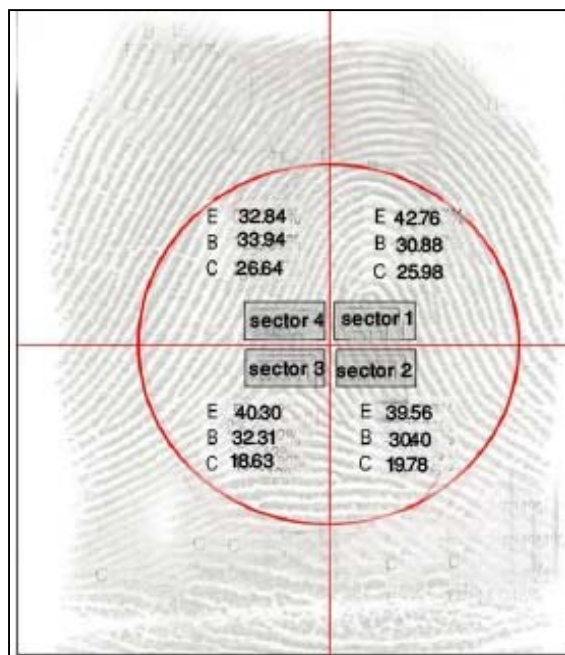 E 32.84%
B 33.94
C 26.64
E 42.76
B 30.88
C 25.98
sector 4
sector 1
sector 3
sector 2
E 40.30
B 32.31
C 18.63
E 39.56
B 30.40
C 19.78
C
C
C
C
C